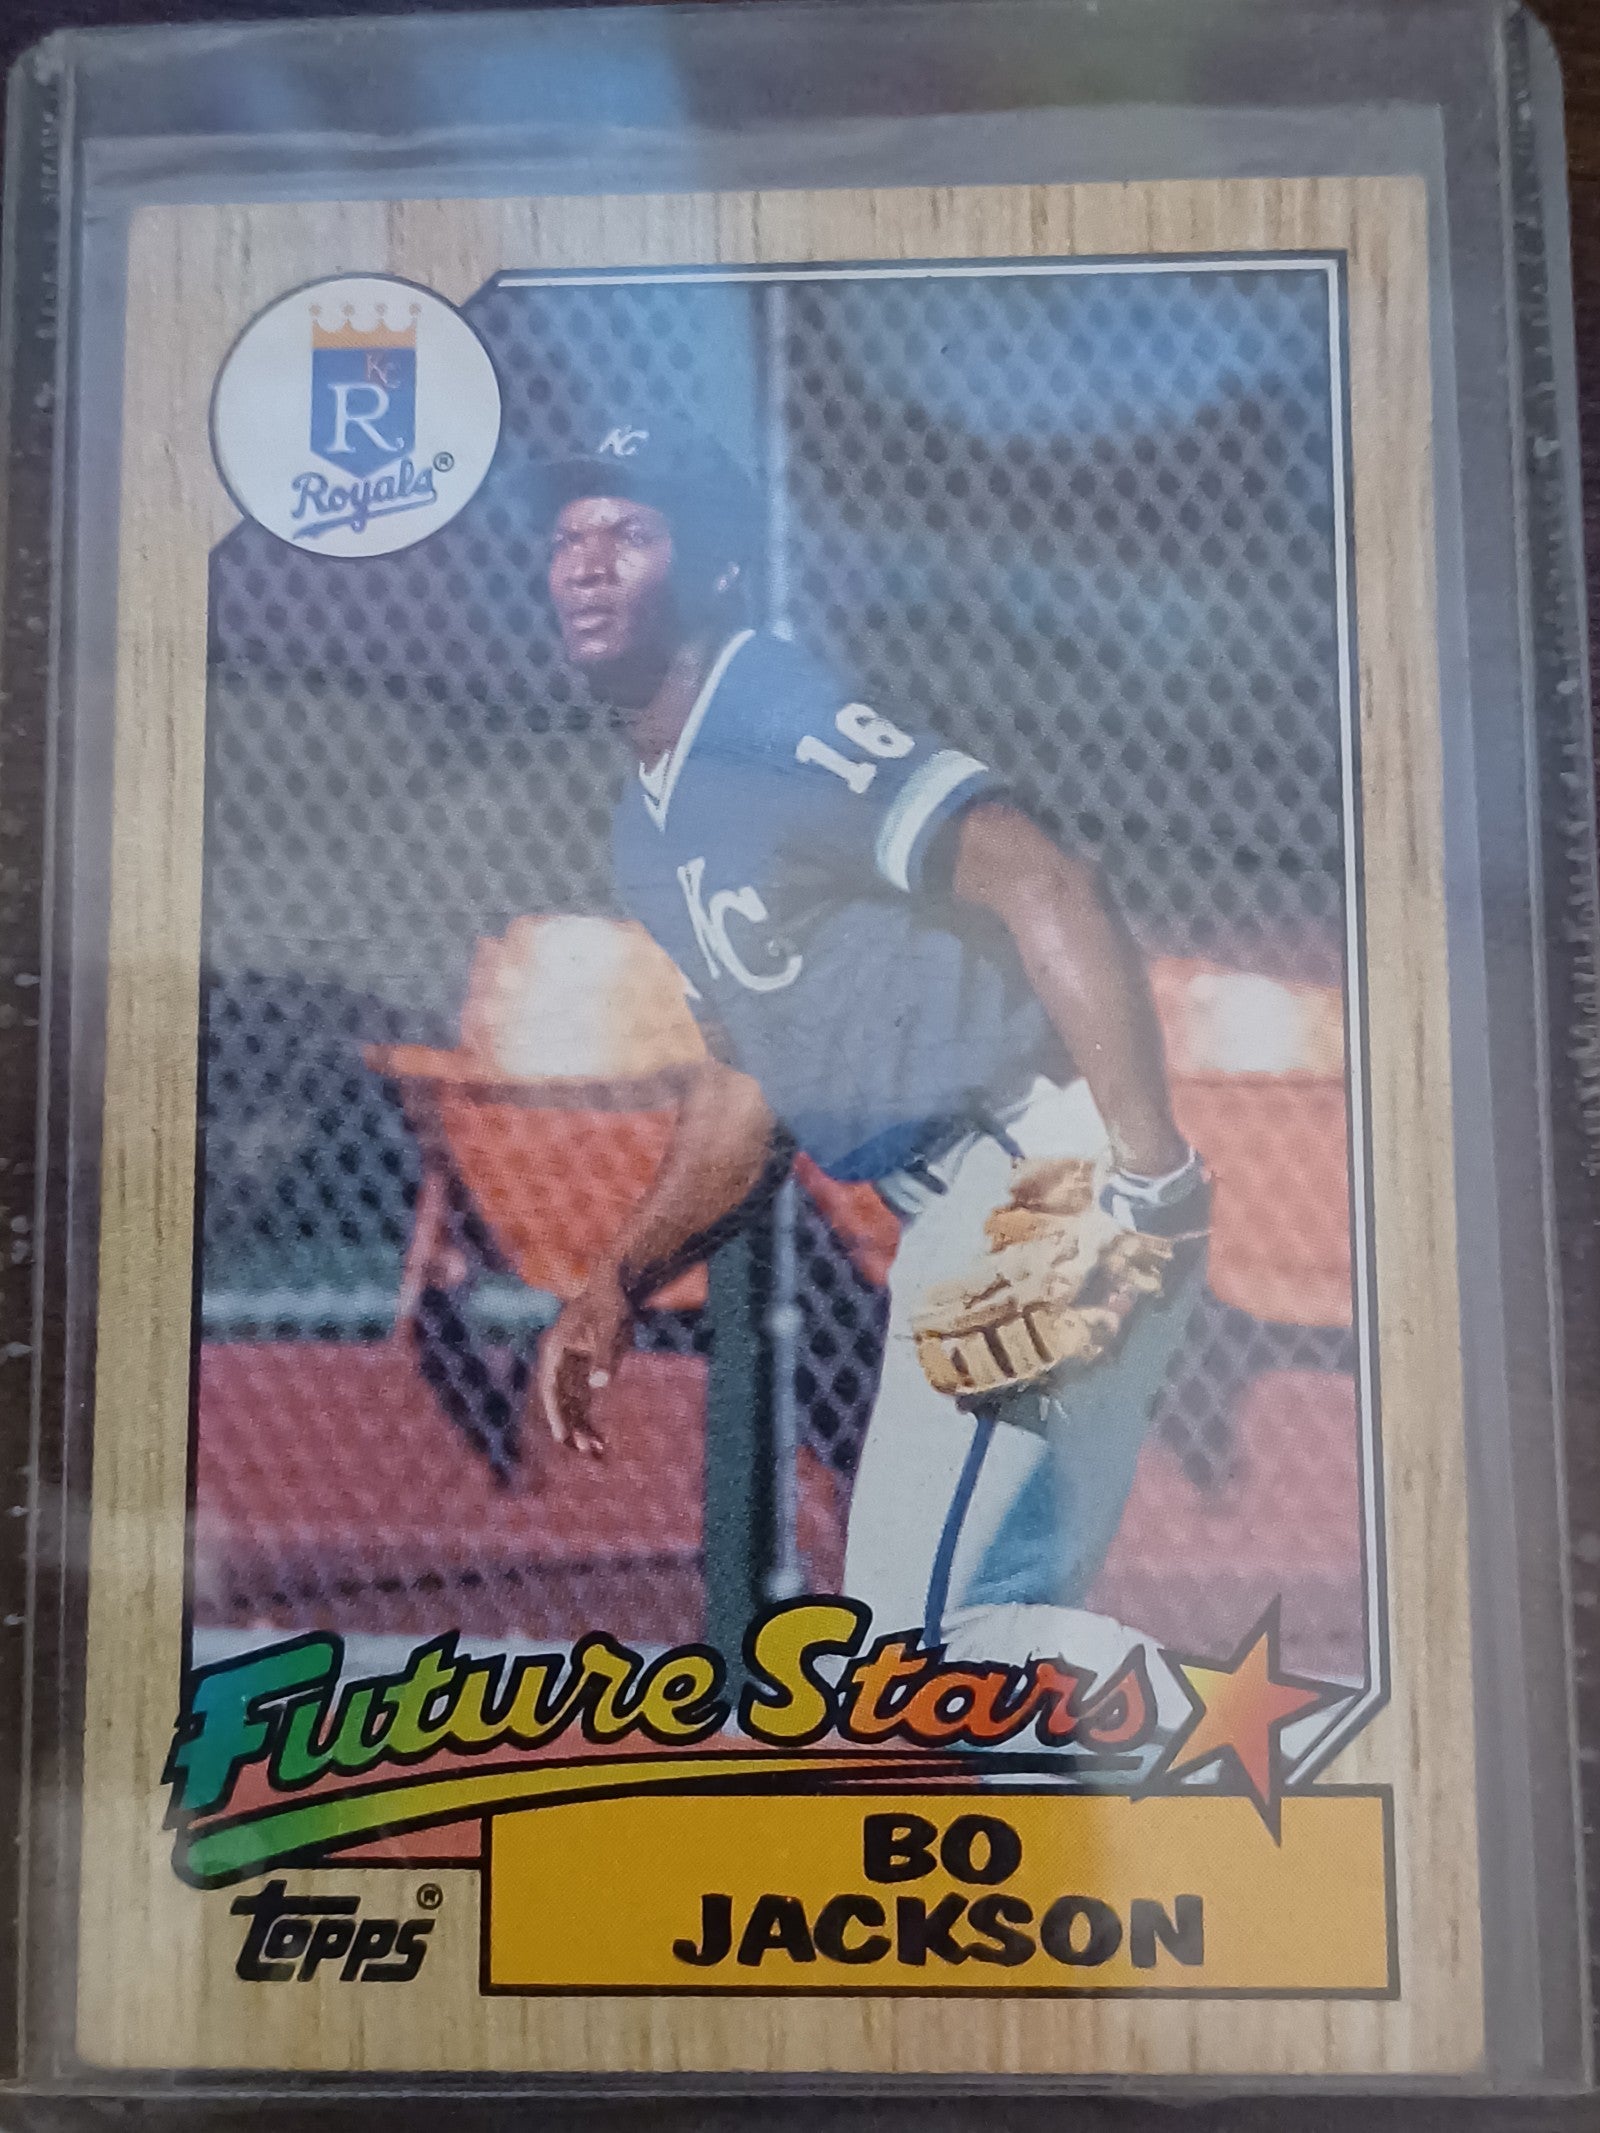 KC
R
Royals®
KC
16
KC
Future Stars
BO
JACKSON
topps®